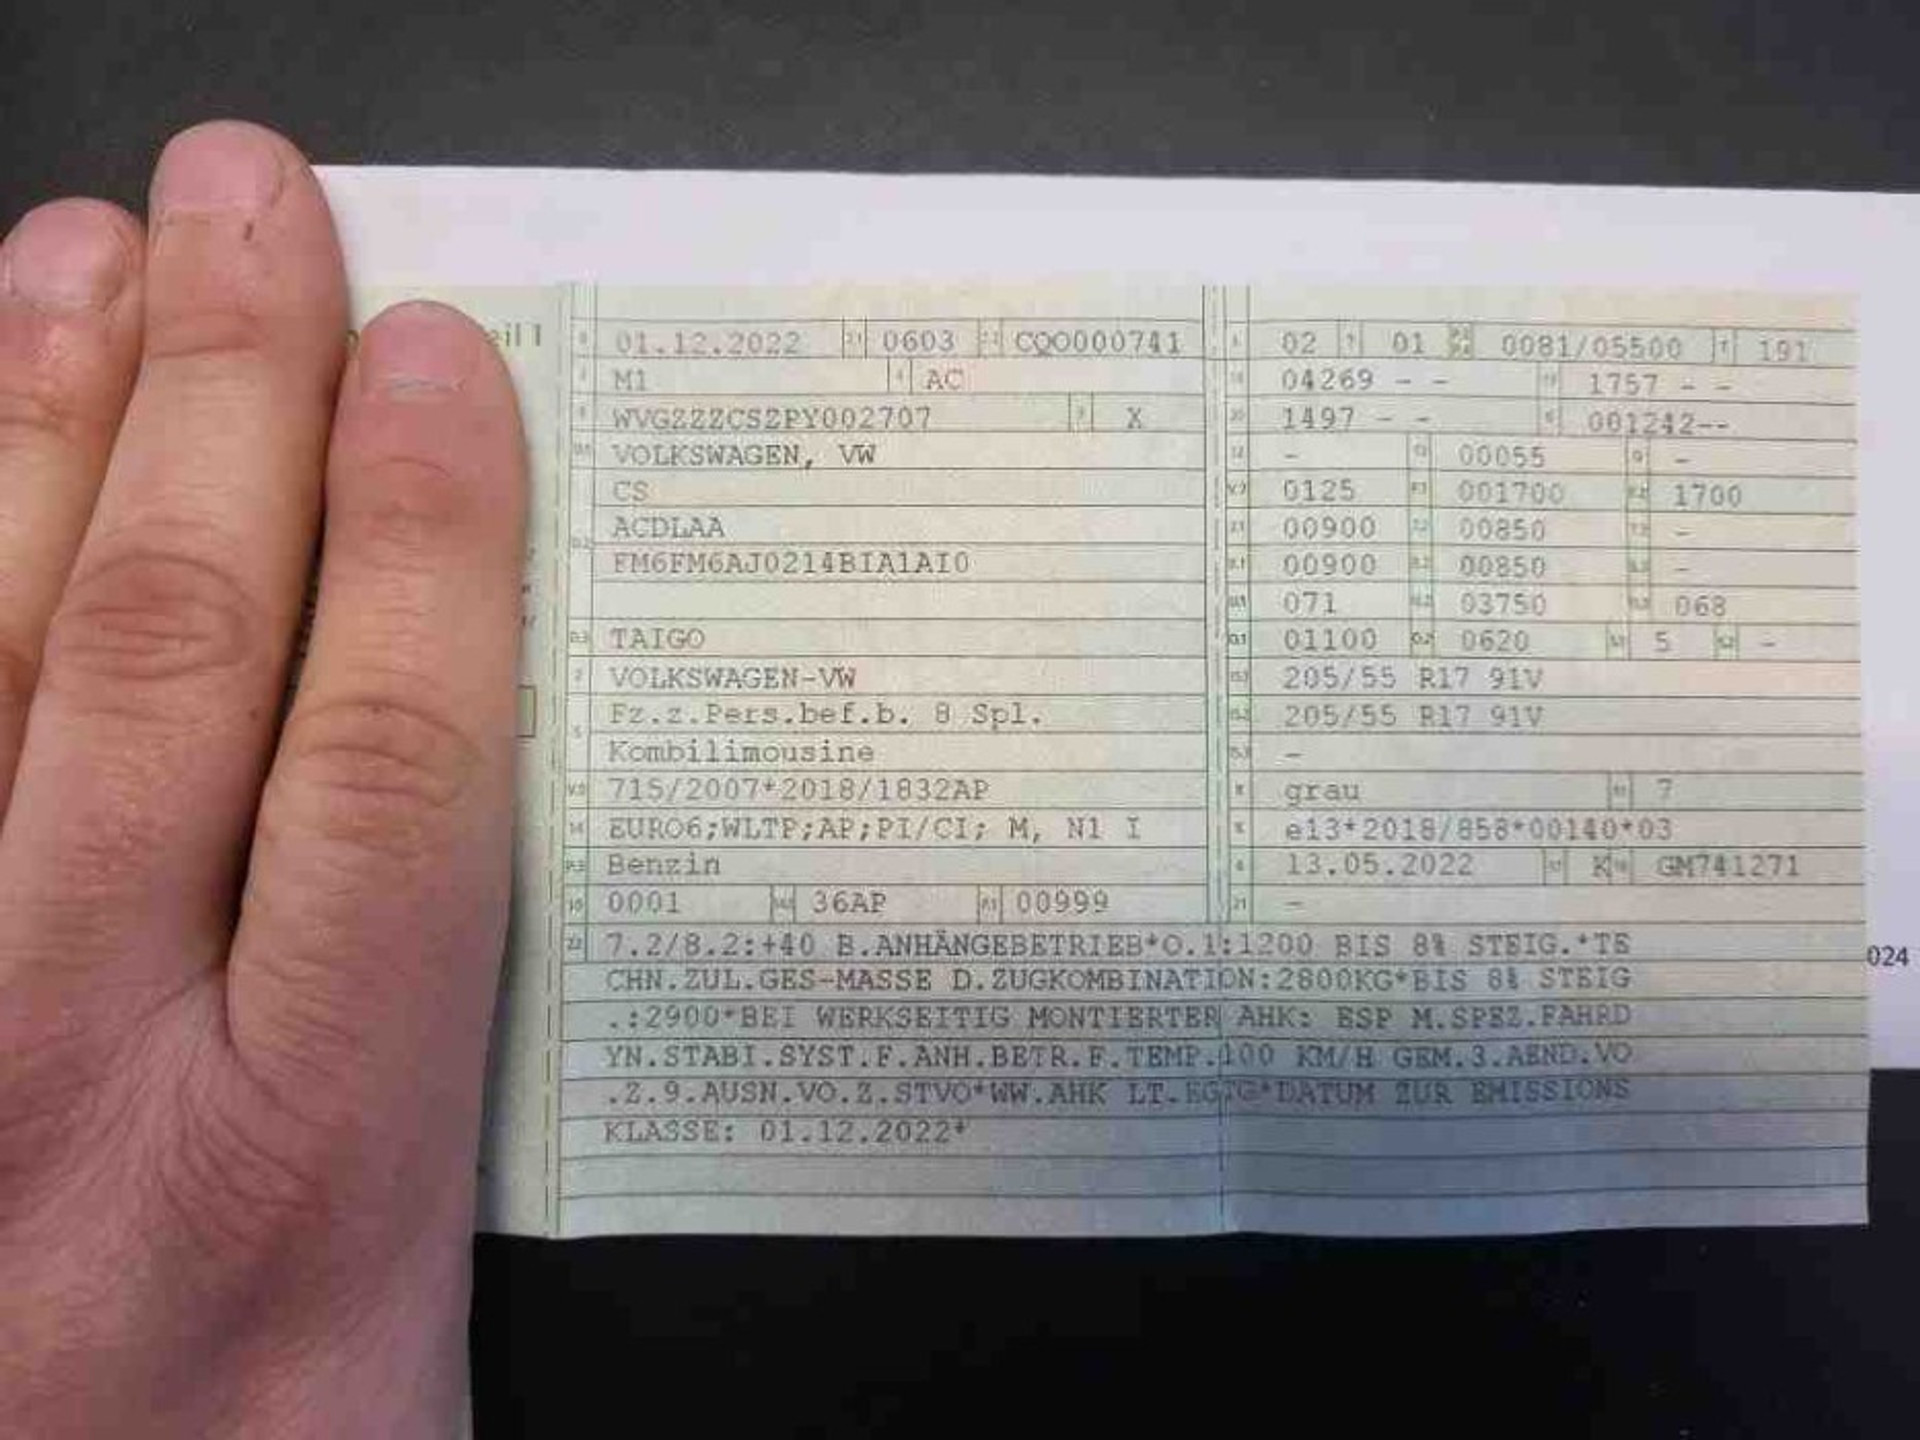 eil I
01.12.2022 0603 CQO000741
M1 AC
WVGZZZCSZPY002707 X
VOLKSWAGEN, VW
CS
ACDLAA
FM6FM6AJ0214BIA1AI0
TAIGO
VOLKSWAGEN-VW
Fz.z.Pers.bef.b. 8 Spl.
Kombilimousine
715/2007*2018/1832AP
EURO6;WLTP;AP;PI/CI; M, N1 I
Benzin
0001 36AP 00999
02 01 0081/05500 191
04269 - - 1757 - -
1497 - - 001242--
- 00055 -
0125 001700 1700
00900 00850 -
00900 00850 -
071 03750 068
01100 0620 5 -
205/55 R17 91V
205/55 R17 91V
-
grau 7
e13*2018/858*00140*03
13.05.2022 K GM741271
-
22 7.2/8.2:+40 B.ANHÄNGEBETRIEB*O.1:1200 BIS 8% STEIG.*TE
CHN.ZUL.GES-MASSE D.ZUGKOMBINATION:2800KG*BIS 8% STEIG
.:2900*BEI WERKSEITIG MONTIERTER AHK: ESP M.SPEZ.FAHRD
YN.STABI.SYST.F.ANH.BETR.F.TEMP.100 KM/H GEM.3.AEND.VO
.Z.9.AUSN.VO.Z.STVO*WW.AHK LT.EGTG*DATUM ZUR EMISSIONS
KLASSE: 01.12.2022*
024